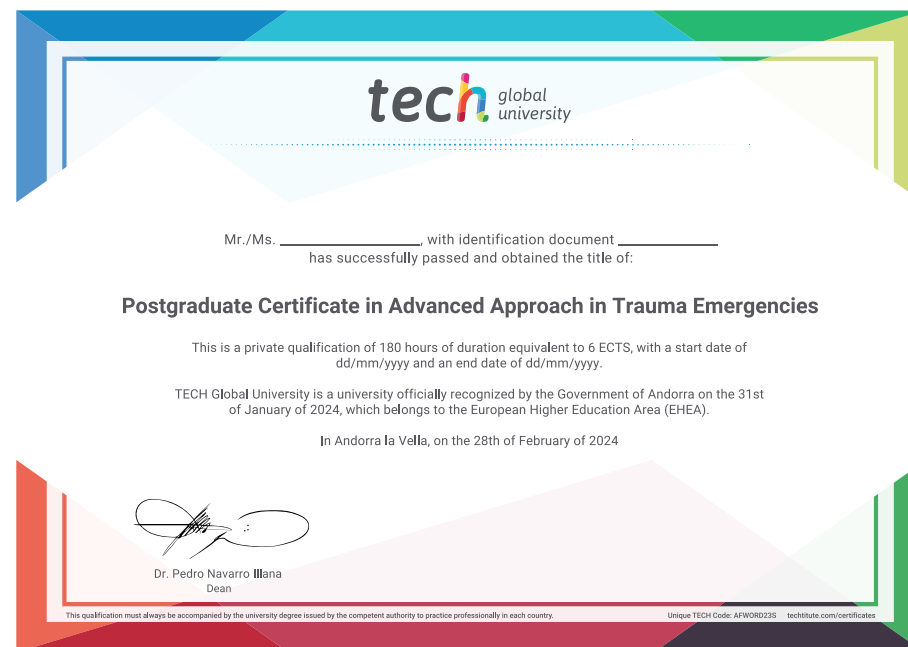 tech global university
Mr./Ms. ____________________, with identification document ______________
has successfully passed and obtained the title of:
Postgraduate Certificate in Advanced Approach in Trauma Emergencies
This is a private qualification of 180 hours of duration equivalent to 6 ECTS, with a start date of
dd/mm/yyyy and an end date of dd/mm/yyyy.
TECH Global University is a university officially recognized by the Government of Andorra on the 31st
of January of 2024, which belongs to the European Higher Education Area (EHEA).
In Andorra la Vella, on the 28th of February of 2024
Dr. Pedro Navarro Illana
Dean
This qualification must always be accompanied by the university degree issued by the competent authority to practice professionally in each country.
Unique TECH Code: AFWORD23S techtitute.com/certificates